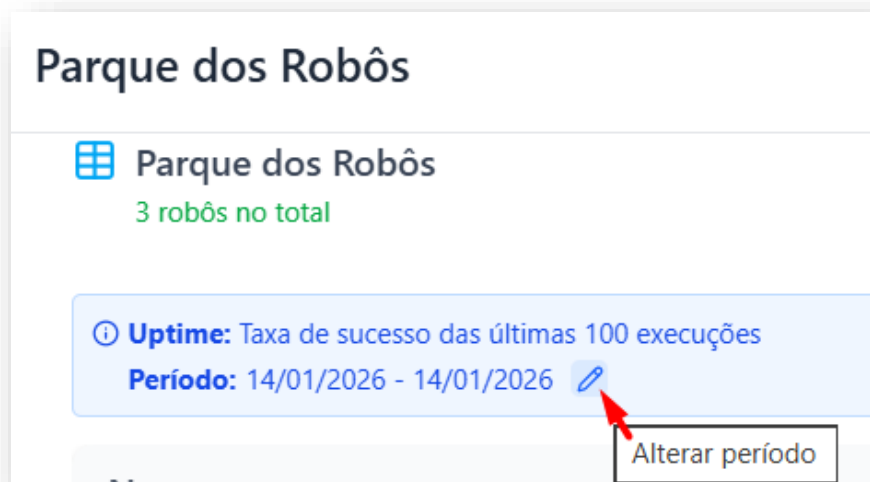 Parque dos Robôs
Parque dos Robôs
3 robôs no total
Uptime: Taxa de sucesso das últimas 100 execuções
Período: 14/01/2026 - 14/01/2026
Alterar período